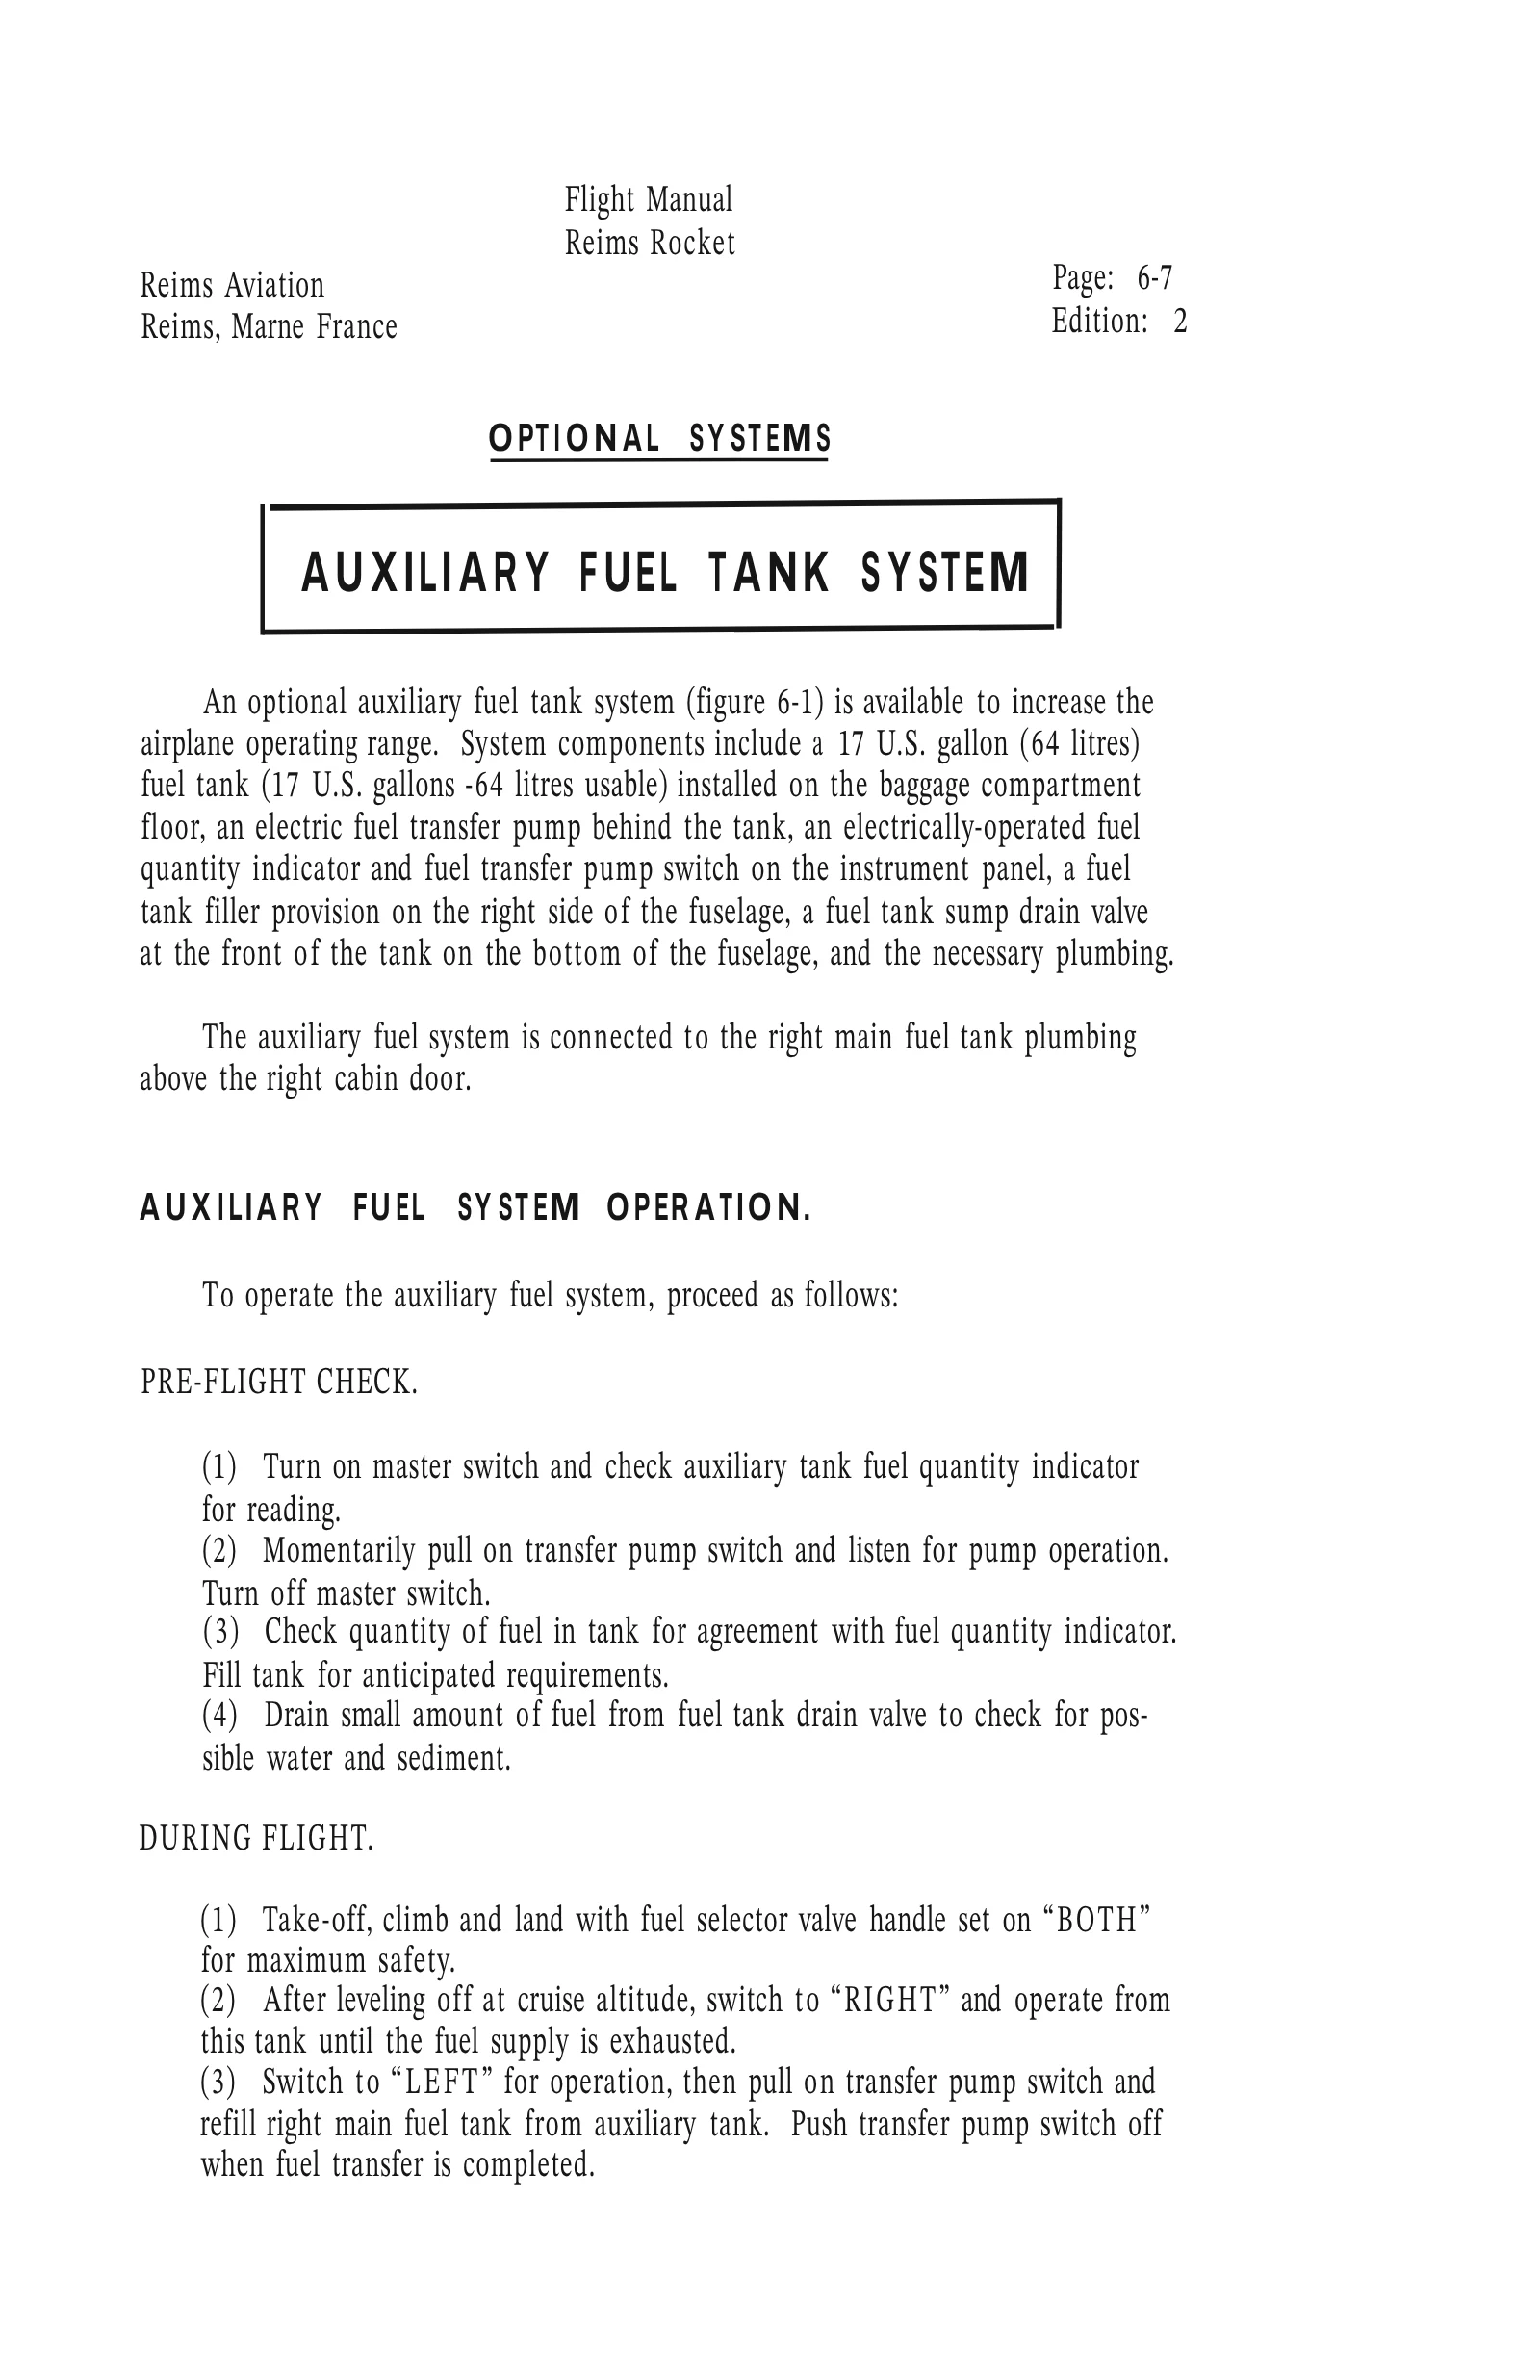 Flight Manual
Reims Rocket
Reims Aviation
Reims, Marne France
Page: 6-7
Edition: 2
OPTIONAL SYSTEMS
AUXILIARY FUEL TANK SYSTEM
An optional auxiliary fuel tank system (figure 6-1) is available to increase the
airplane operating range. System components include a 17 U.S. gallon (64 litres)
fuel tank (17 U.S. gallons -64 litres usable) installed on the baggage compartment
floor, an electric fuel transfer pump behind the tank, an electrically-operated fuel
quantity indicator and fuel transfer pump switch on the instrument panel, a fuel
tank filler provision on the right side of the fuselage, a fuel tank sump drain valve
at the front of the tank on the bottom of the fuselage, and the necessary plumbing.
The auxiliary fuel system is connected to the right main fuel tank plumbing
above the right cabin door.
AUXILIARY FUEL SYSTEM OPERATION.
To operate the auxiliary fuel system, proceed as follows:
PRE-FLIGHT CHECK.
(1) Turn on master switch and check auxiliary tank fuel quantity indicator
for reading.
(2) Momentarily pull on transfer pump switch and listen for pump operation.
Turn off master switch.
(3) Check quantity of fuel in tank for agreement with fuel quantity indicator.
Fill tank for anticipated requirements.
(4) Drain small amount of fuel from fuel tank drain valve to check for pos-
sible water and sediment.
DURING FLIGHT.
(1) Take-off, climb and land with fuel selector valve handle set on “BOTH”
for maximum safety.
(2) After leveling off at cruise altitude, switch to “RIGHT” and operate from
this tank until the fuel supply is exhausted.
(3) Switch to “LEFT” for operation, then pull on transfer pump switch and
refill right main fuel tank from auxiliary tank. Push transfer pump switch off
when fuel transfer is completed.